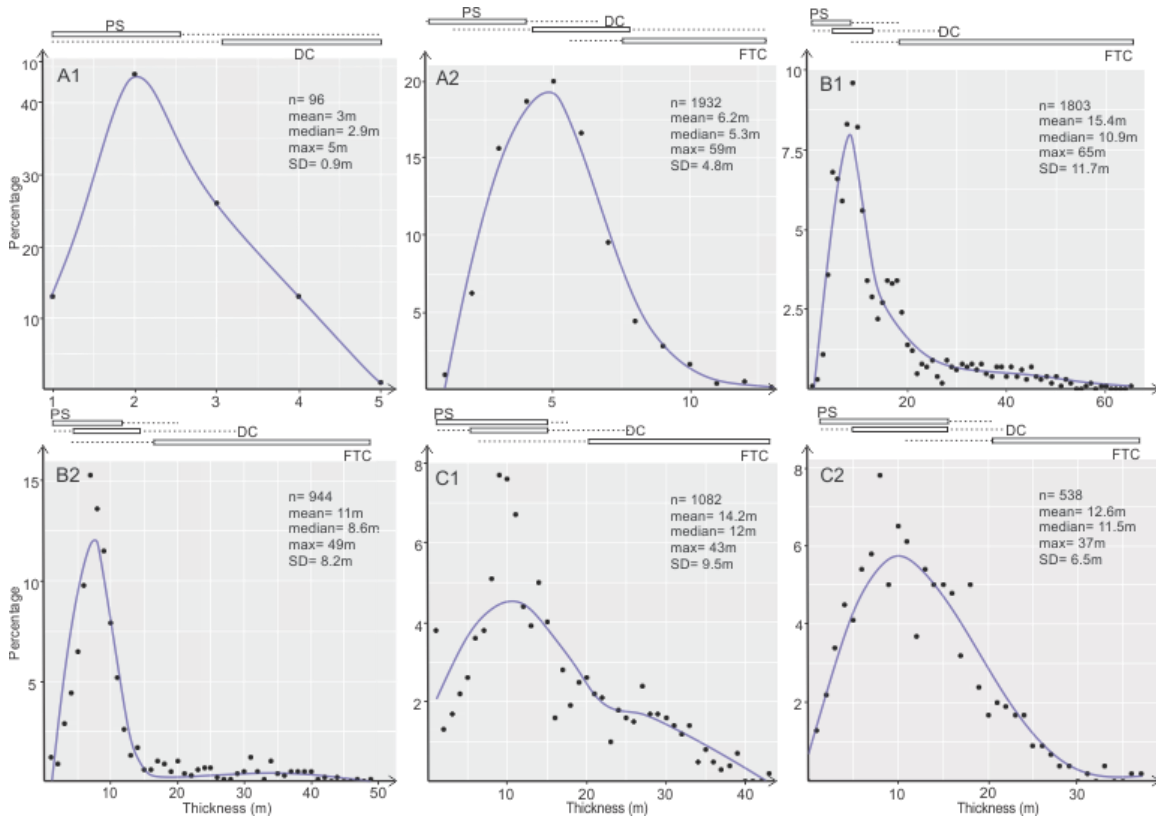 PS
DC
A1
n= 96
mean= 3m
median= 2.9m
max= 5m
SD= 0.9m
Percentage
10
40
30
20
10
1
2
3
4
5
PS
DC
FTC
A2
n= 1932
mean= 6.2m
median= 5.3m
max= 59m
SD= 4.8m
20
15
10
5
5
10
PS
DC
FTC
B1
n= 1803
mean= 15.4m
median= 10.9m
max= 65m
SD= 11.7m
10
7.5
5
2.5
20
40
60
PS
DC
FTC
B2
n= 944
mean= 11m
median= 8.6m
max= 49m
SD= 8.2m
Percentage
15
10
5
10
20
30
40
50
Thickness (m)
PS
DC
FTC
C1
n= 1082
mean= 14.2m
median= 12m
max= 43m
SD= 9.5m
8
6
4
2
10
20
30
40
Thickness (m)
PS
DC
FTC
C2
n= 538
mean= 12.6m
median= 11.5m
max= 37m
SD= 6.5m
8
6
4
2
10
20
30
Thickness (m)